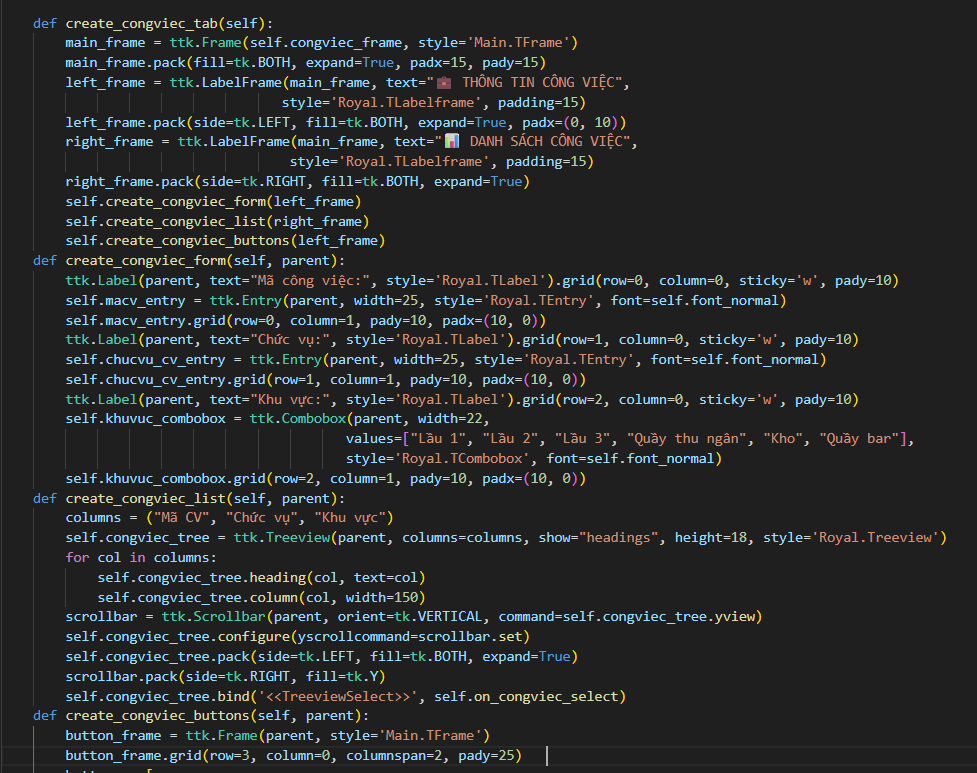 def create_congviec_tab(self):
    main_frame = ttk.Frame(self.congviec_frame, style='Main.TFrame')
    main_frame.pack(fill=tk.BOTH, expand=True, padx=15, pady=15)
    left_frame = ttk.LabelFrame(main_frame, text="💼 THÔNG TIN CÔNG VIỆC",
                               style='Royal.TLabelframe', padding=15)
    left_frame.pack(side=tk.LEFT, fill=tk.BOTH, expand=True, padx=(0, 10))
    right_frame = ttk.LabelFrame(main_frame, text="📊 DANH SÁCH CÔNG VIỆC",
                                style='Royal.TLabelframe', padding=15)
    right_frame.pack(side=tk.RIGHT, fill=tk.BOTH, expand=True)
    self.create_congviec_form(left_frame)
    self.create_congviec_list(right_frame)
    self.create_congviec_buttons(left_frame)
def create_congviec_form(self, parent):
    ttk.Label(parent, text="Mã công việc:", style='Royal.TLabel').grid(row=0, column=0, sticky='w', pady=10)
    self.macv_entry = ttk.Entry(parent, width=25, style='Royal.TEntry', font=self.font_normal)
    self.macv_entry.grid(row=0, column=1, pady=10, padx=(10, 0))
    ttk.Label(parent, text="Chức vụ:", style='Royal.TLabel').grid(row=1, column=0, sticky='w', pady=10)
    self.chucvu_cv_entry = ttk.Entry(parent, width=25, style='Royal.TEntry', font=self.font_normal)
    self.chucvu_cv_entry.grid(row=1, column=1, pady=10, padx=(10, 0))
    ttk.Label(parent, text="Khu vực:", style='Royal.TLabel').grid(row=2, column=0, sticky='w', pady=10)
    self.khuvuc_combobox = ttk.Combobox(parent, width=22,
                                       values=["Lầu 1", "Lầu 2", "Lầu 3", "Quầy thu ngân", "Kho", "Quầy bar"],
                                       style='Royal.TCombobox', font=self.font_normal)
    self.khuvuc_combobox.grid(row=2, column=1, pady=10, padx=(10, 0))
def create_congviec_list(self, parent):
    columns = ("Mã CV", "Chức vụ", "Khu vực")
    self.congviec_tree = ttk.Treeview(parent, columns=columns, show="headings", height=18, style='Royal.Treeview')
    for col in columns:
        self.congviec_tree.heading(col, text=col)
        self.congviec_tree.column(col, width=150)
    scrollbar = ttk.Scrollbar(parent, orient=tk.VERTICAL, command=self.congviec_tree.yview)
    self.congviec_tree.configure(yscrollcommand=scrollbar.set)
    self.congviec_tree.pack(side=tk.LEFT, fill=tk.BOTH, expand=True)
    scrollbar.pack(side=tk.RIGHT, fill=tk.Y)
    self.congviec_tree.bind('<<TreeviewSelect>>', self.on_congviec_select)
def create_congviec_buttons(self, parent):
    button_frame = ttk.Frame(parent, style='Main.TFrame')
    button_frame.grid(row=3, column=0, columnspan=2, pady=25)